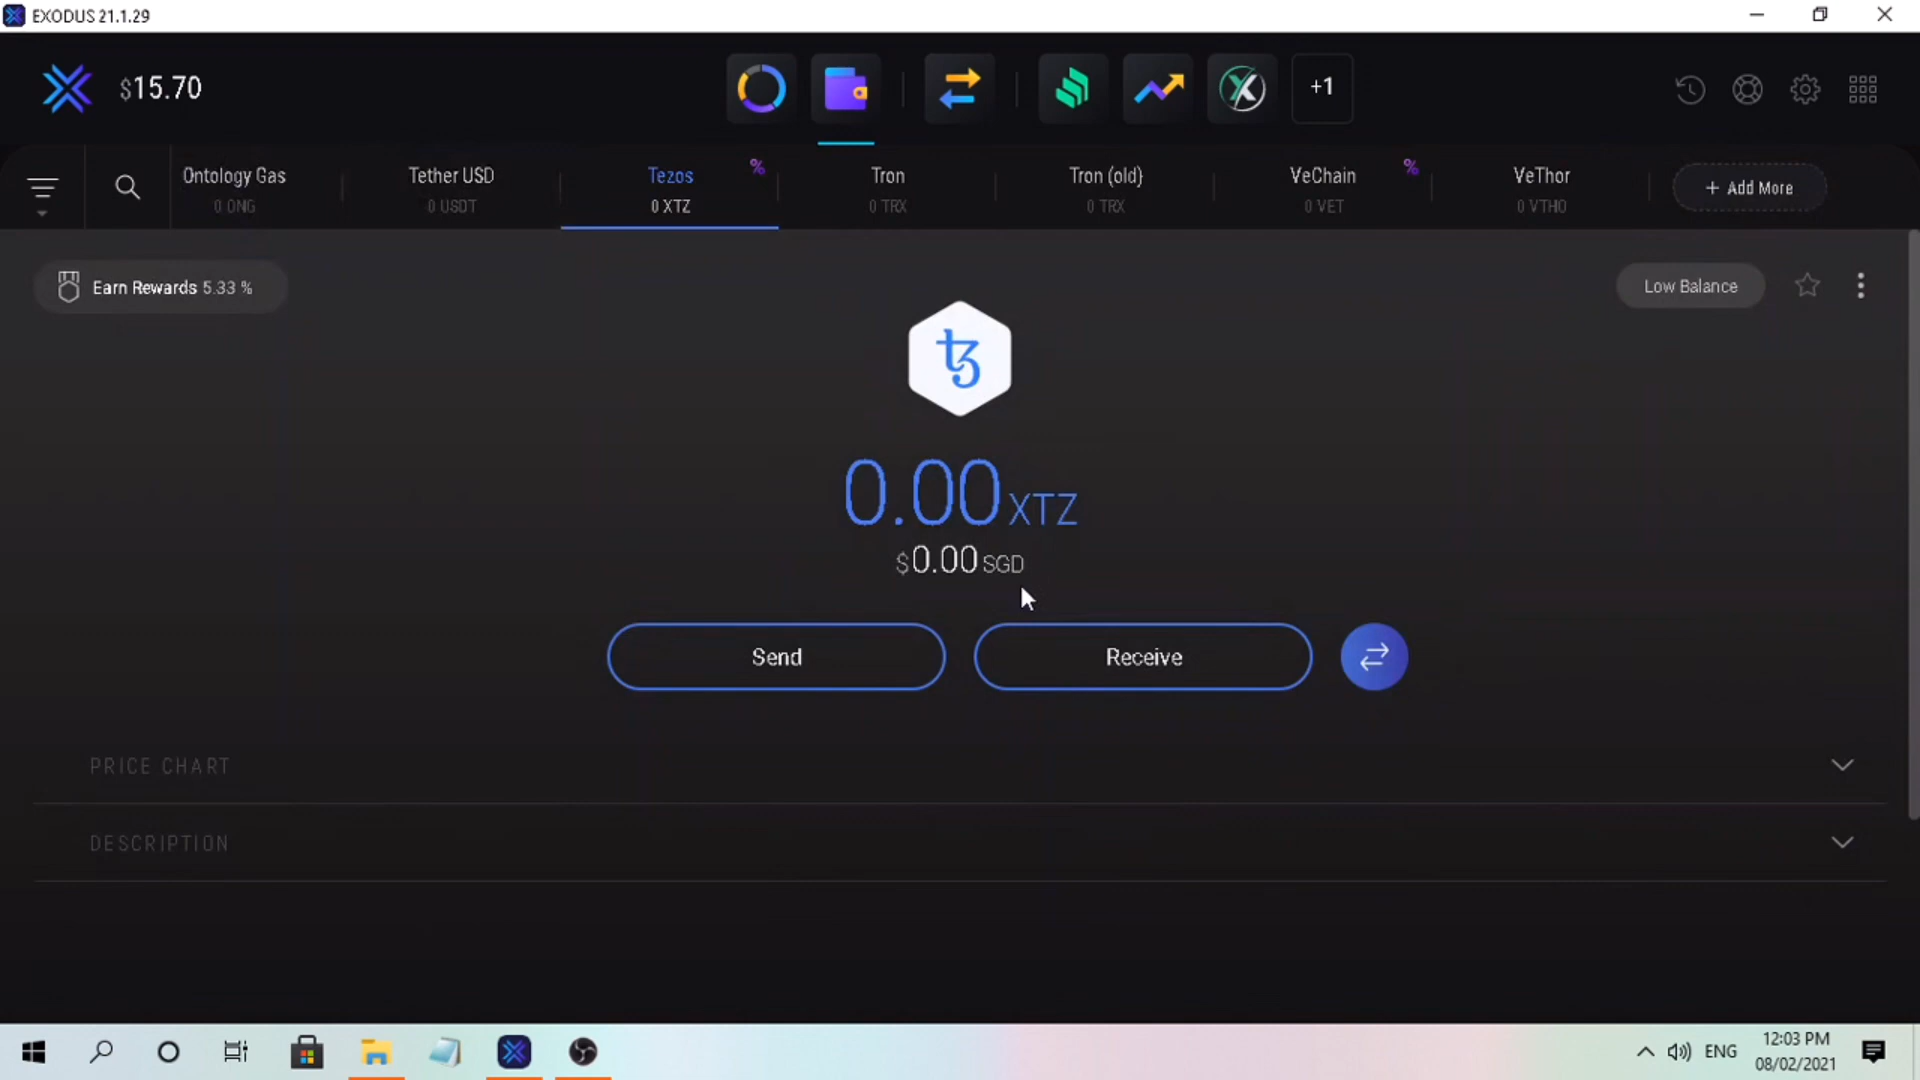 EXODUS 21.1.29
$15.70
+1
Ontology Gas
0 ONG
Tether USD
0 USDT
Tezos
%
0 XTZ
Tron
0 TRX
Tron (old)
0 TRX
VeChain
%
0 VET
VeThor
0 VTHO
+ Add More
Earn Rewards 5.33 %
Low Balance
0.00 XTZ
$0.00 SGD
Send
Receive
PRICE CHART
DESCRIPTION
ENG
12:03 PM
08/02/2021